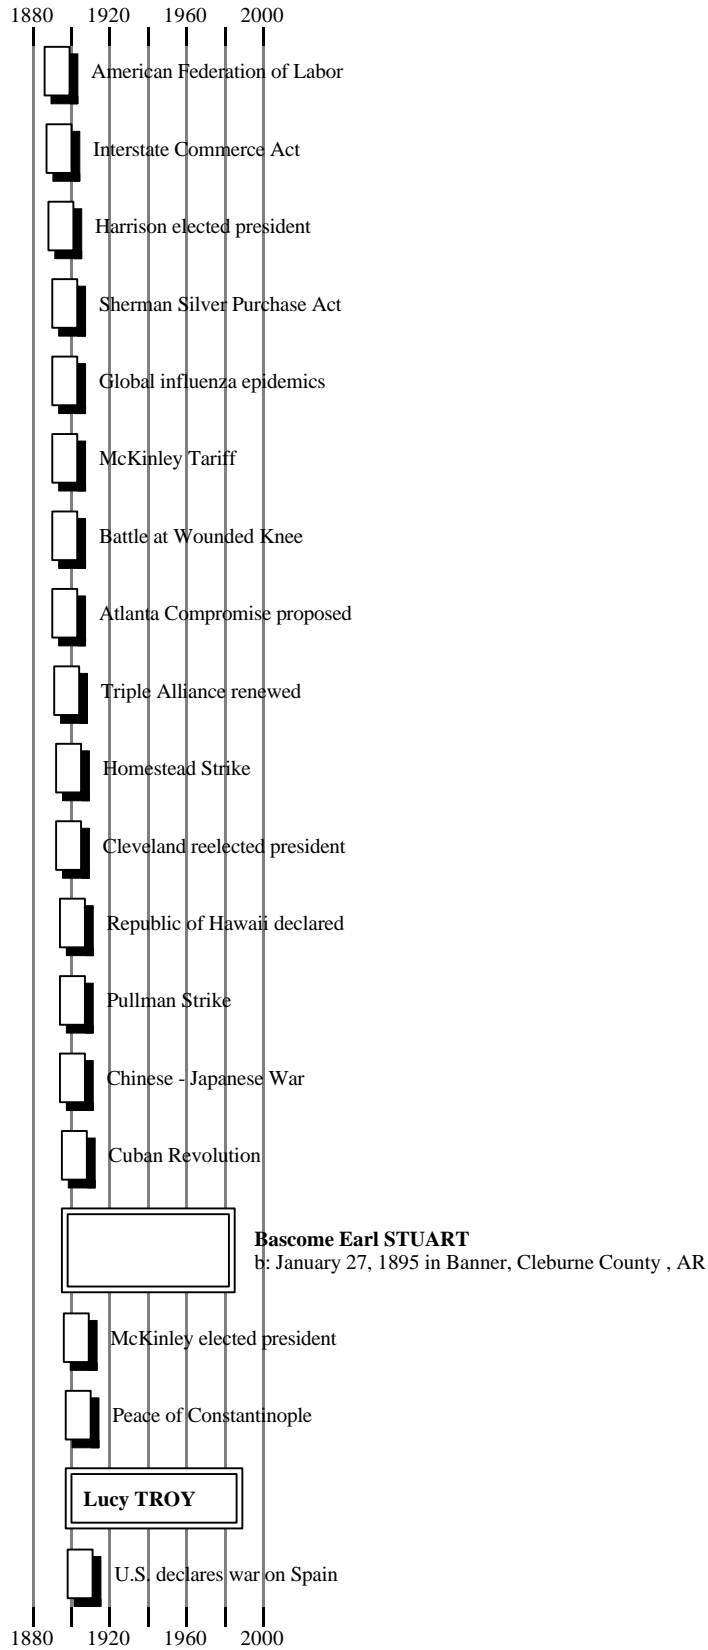 1880 1920 1960 2000
American Federation of Labor
Interstate Commerce Act
Harrison elected president
Sherman Silver Purchase Act
Global influenza epidemics
McKinley Tariff
Battle at Wounded Knee
Atlanta Compromise proposed
Triple Alliance renewed
Homestead Strike
Cleveland reelected president
Republic of Hawaii declared
Pullman Strike
Chinese - Japanese War
Cuban Revolution
Bascome Earl STUART
b: January 27, 1895 in Banner, Cleburne County , AR
McKinley elected president
Peace of Constantinople
Lucy TROY
U.S. declares war on Spain
1880 1920 1960 2000